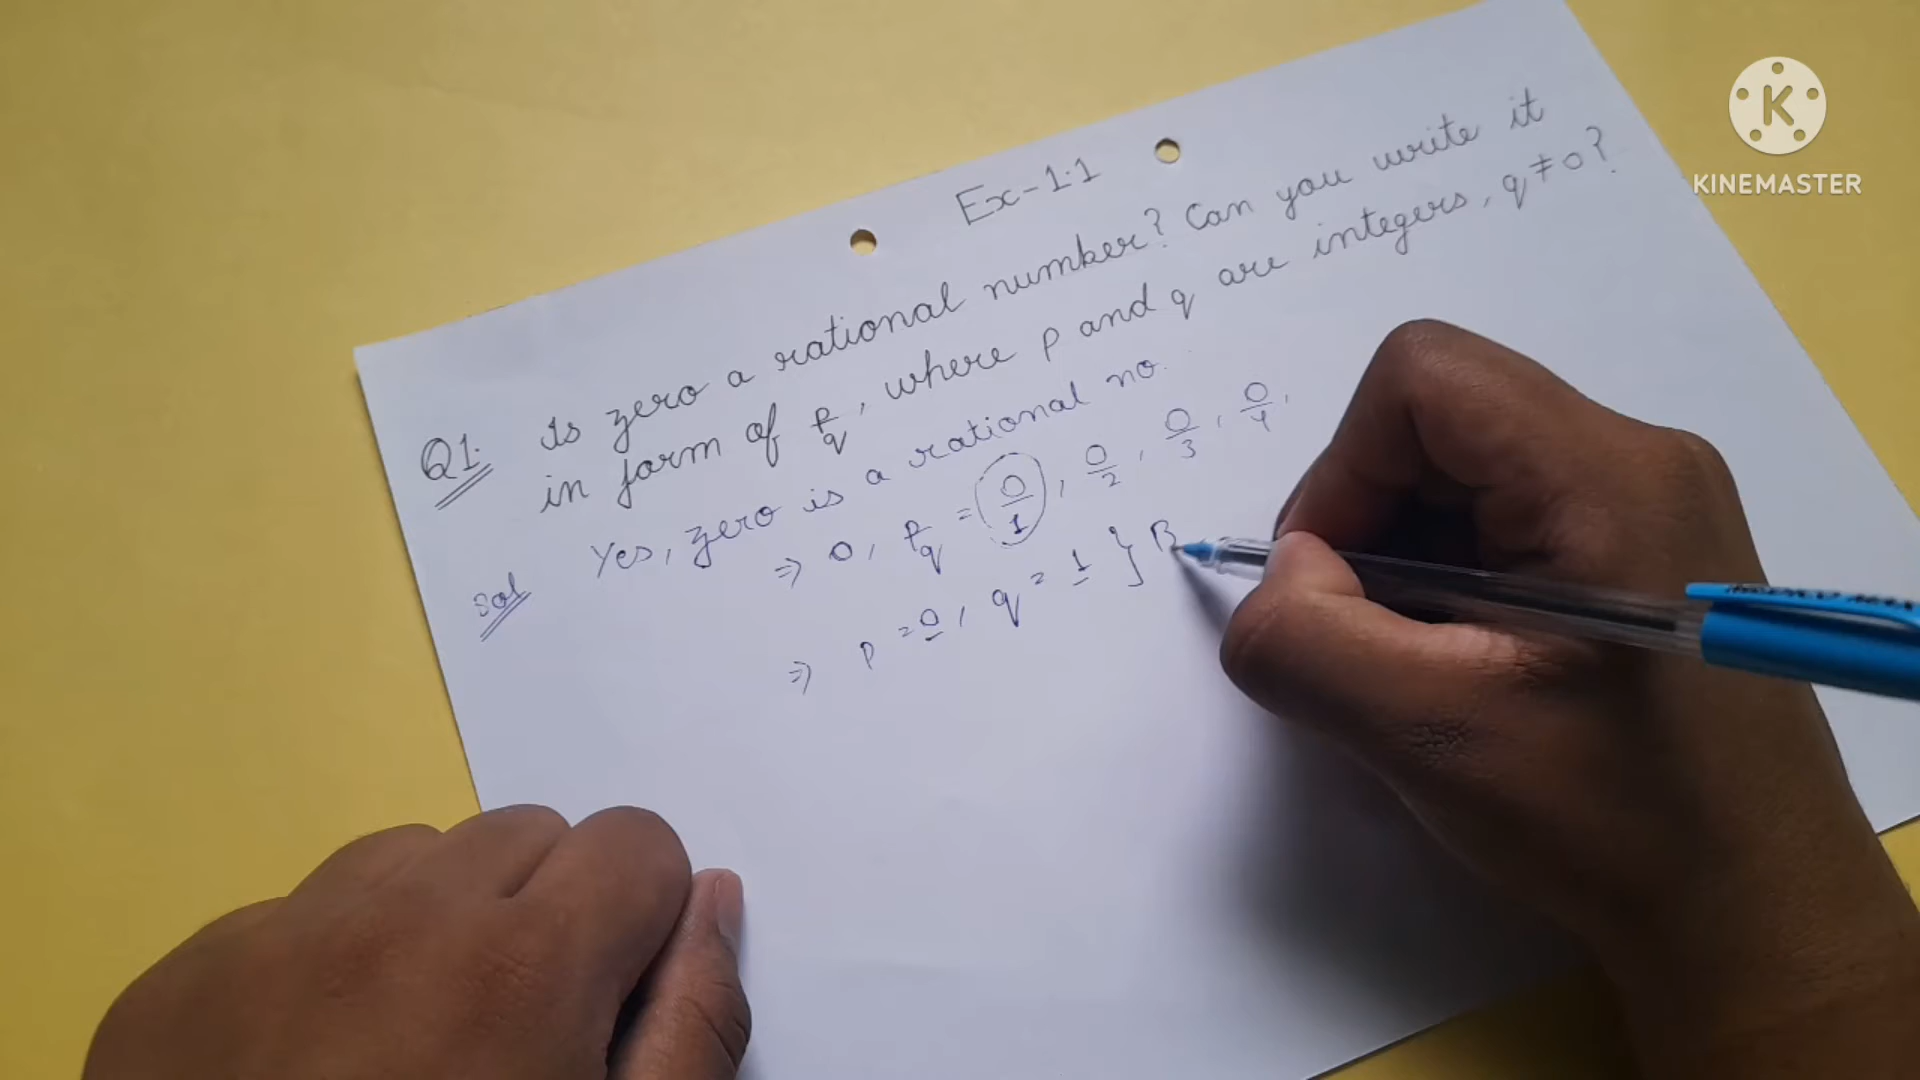 Ex-1.1
Q1. Is zero a rational number? Can you write it
in form of p/q, where p and q are integers, q ≠ 0?
Sol Yes, zero is a rational no.
⇒ 0, p/q = 0/1, 0/2, 0/3, 0/4,
⇒ p = 0, q = 1 } B
KINEMASTER